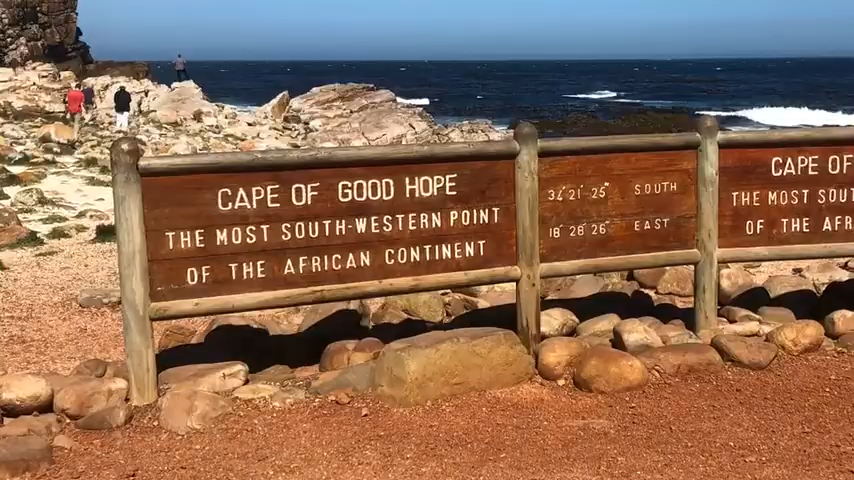 CAPE OF GOOD HOPE
THE MOST SOUTH-WESTERN POINT
OF THE AFRICAN CONTINENT
34° 21' 25" SOUTH
18° 28' 26" EAST
CAPE OF
THE MOST SOUT
OF THE AFR